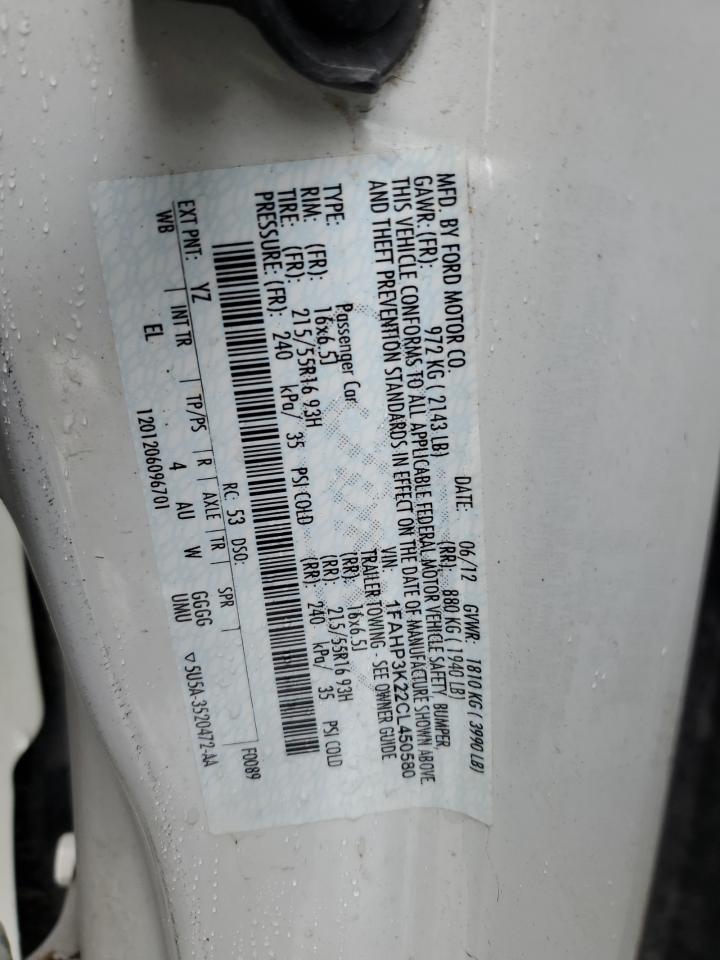 MFD. BY FORD MOTOR CO. DATE: 06/12 GVWR: 1810 KG ( 3990 LB)
GAWR: (FR): 972 KG ( 2143 LB) (RR): 880 KG ( 1940 LB)
THIS VEHICLE CONFORMS TO ALL APPLICABLE FEDERAL MOTOR VEHICLE SAFETY, BUMPER,
AND THEFT PREVENTION STANDARDS IN EFFECT ON THE DATE OF MANUFACTURE SHOWN ABOVE.
VIN: 1FAHP3K22CL450580
TYPE: Passenger Car TRAILER TOWING - SEE OWNER GUIDE
RIM: (FR): 16x6.5J (RR): 16x6.5J
TIRE: (FR): 215/55R16 93H (RR): 215/55R16 93H
PRESSURE: (FR): 240 kPa/ 35 PSI COLD (RR): 240 kPa/ 35 PSI COLD
RC: 53 DSO: F0089
EXT PNT: YZ
WB INT TR TP/PS R AXLE TR SPR
EL 4 AU W GGGG
UMU
1201206096701 ▽5U5A-3520472-AA